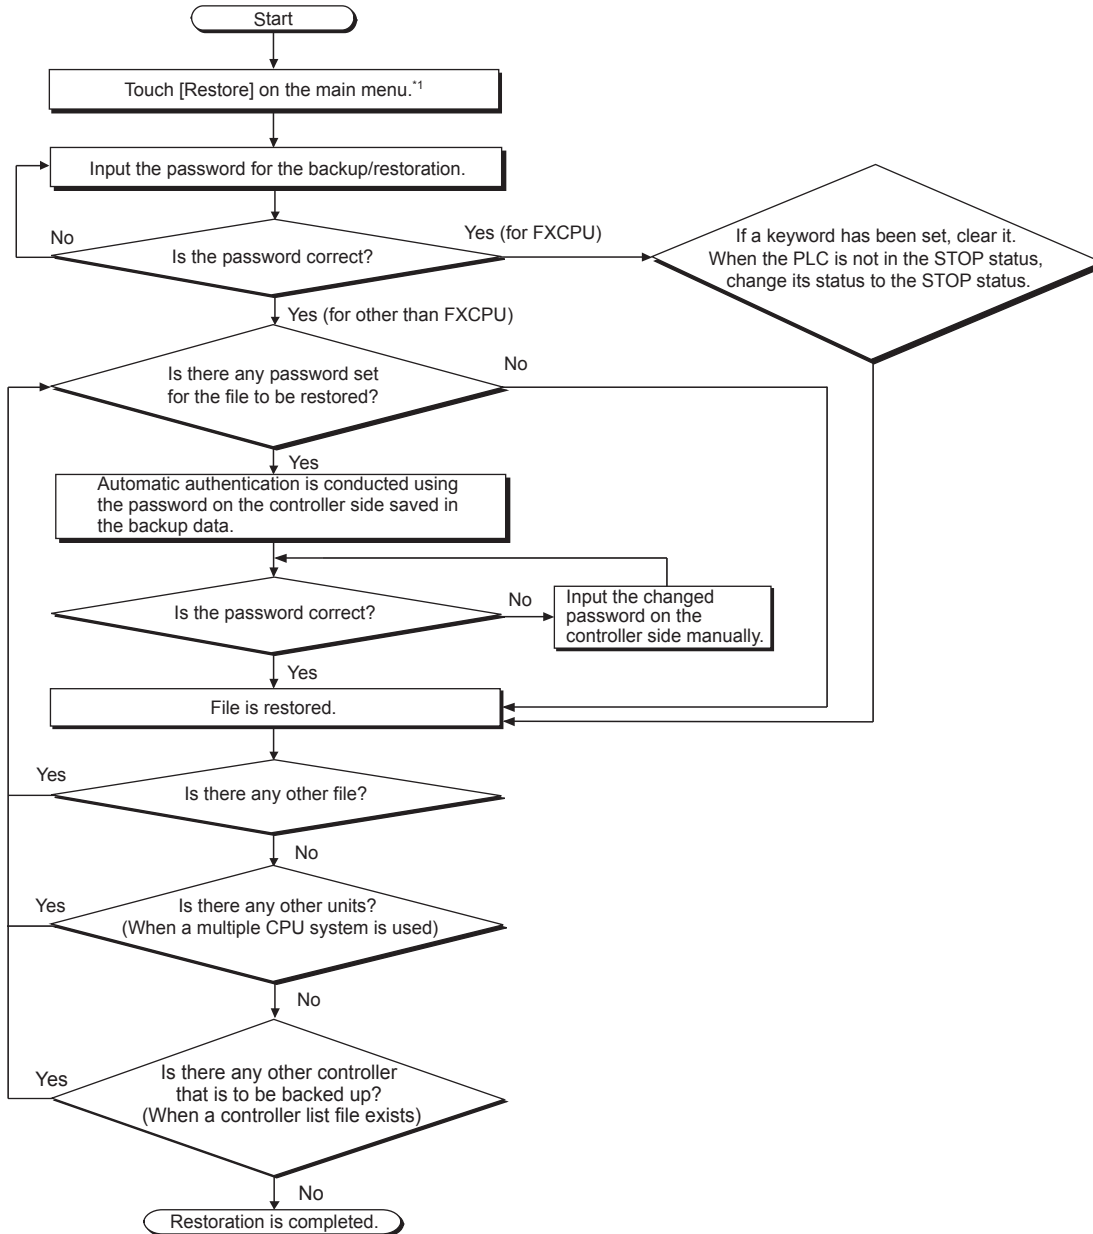 Start
Touch [Restore] on the main menu.*1
Input the password for the backup/restoration.
No
Is the password correct?
Yes (for FXCPU)
If a keyword has been set, clear it.
When the PLC is not in the STOP status,
change its status to the STOP status.
Yes (for other than FXCPU)
Is there any password set
for the file to be restored?
No
Yes
Automatic authentication is conducted using
the password on the controller side saved in
the backup data.
Is the password correct?
No
Input the changed
password on the
controller side manually.
Yes
File is restored.
Yes
Is there any other file?
No
Yes
Is there any other units?
(When a multiple CPU system is used)
No
Yes
Is there any other controller
that is to be backed up?
(When a controller list file exists)
No
Restoration is completed.